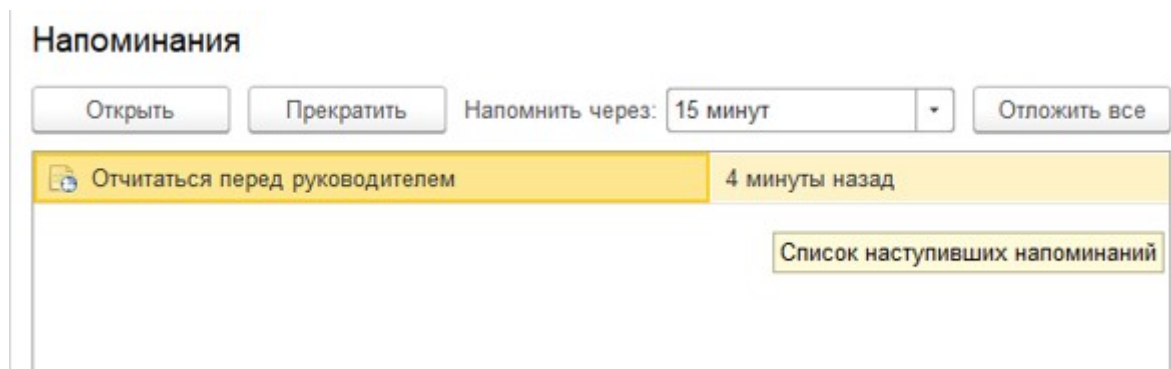 Напоминания
Открыть Прекратить Напомнить через: 15 минут Отложить все
Отчитаться перед руководителем 4 минуты назад
Список наступивших напоминаний